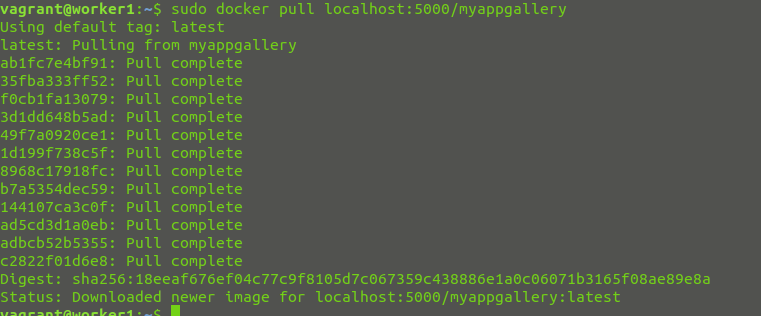 vagrant@worker1:~$ sudo docker pull localhost:5000/myappgallery
Using default tag: latest
latest: Pulling from myappgallery
ab1fc7e4bf91: Pull complete
35fba333ff52: Pull complete
f0cb1fa13079: Pull complete
3d1dd648b5ad: Pull complete
49f7a0920ce1: Pull complete
1d199f738c5f: Pull complete
8968c17918fc: Pull complete
b7a5354dec59: Pull complete
144107ca3c0f: Pull complete
ad5cd3d1a0eb: Pull complete
adbcb52b5355: Pull complete
c2822f01d6e8: Pull complete
Digest: sha256:18eeaf676ef04c77c9f8105d7c067359c438886e1a0c06071b3165f08ae89e8a
Status: Downloaded newer image for localhost:5000/myappgallery:latest
vagrant@worker1:~$